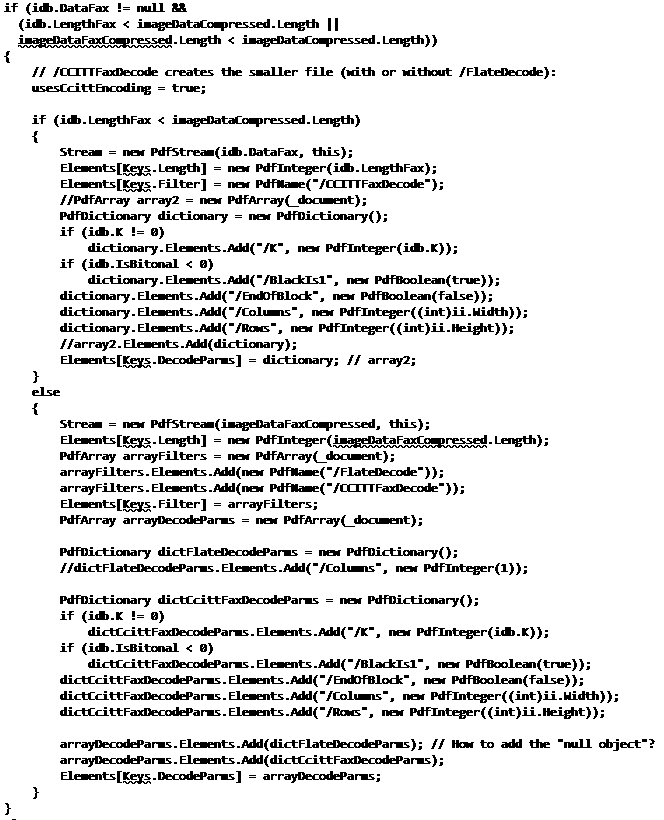 if (idb.DataFax != null &&
(idb.LengthFax < imageDataCompressed.Length ||
imageDataFaxCompressed.Length < imageDataCompressed.Length))
{
// /CCITTFaxDecode creates the smaller file (with or without /FlateDecode):
usesCcittEncoding = true;
if (idb.LengthFax < imageDataCompressed.Length)
{
Stream = new PdfStream(idb.DataFax, this);
Elements[Keys.Length] = new PdfInteger(idb.LengthFax);
Elements[Keys.Filter] = new PdfName("/CCITTFaxDecode");
//PdfArray array2 = new PdfArray(_document);
PdfDictionary dictionary = new PdfDictionary();
if (idb.K != 0)
dictionary.Elements.Add("/K", new PdfInteger(idb.K));
if (idb.IsBitonal < 0)
dictionary.Elements.Add("/BlackIs1", new PdfBoolean(true));
dictionary.Elements.Add("/EndOfBlock", new PdfBoolean(false));
dictionary.Elements.Add("/Columns", new PdfInteger((int)ii.Width));
dictionary.Elements.Add("/Rows", new PdfInteger((int)ii.Height));
//array2.Elements.Add(dictionary);
Elements[Keys.DecodeParms] = dictionary; // array2;
}
else
{
Stream = new PdfStream(imageDataFaxCompressed, this);
Elements[Keys.Length] = new PdfInteger(imageDataFaxCompressed.Length);
PdfArray arrayFilters = new PdfArray(_document);
arrayFilters.Elements.Add(new PdfName("/FlateDecode"));
arrayFilters.Elements.Add(new PdfName("/CCITTFaxDecode"));
Elements[Keys.Filter] = arrayFilters;
PdfArray arrayDecodeParms = new PdfArray(_document);
PdfDictionary dictFlateDecodeParms = new PdfDictionary();
//dictFlateDecodeParms.Elements.Add("/Columns", new PdfInteger(1));
PdfDictionary dictCcittFaxDecodeParms = new PdfDictionary();
if (idb.K != 0)
dictCcittFaxDecodeParms.Elements.Add("/K", new PdfInteger(idb.K));
if (idb.IsBitonal < 0)
dictCcittFaxDecodeParms.Elements.Add("/BlackIs1", new PdfBoolean(true));
dictCcittFaxDecodeParms.Elements.Add("/EndOfBlock", new PdfBoolean(false));
dictCcittFaxDecodeParms.Elements.Add("/Columns", new PdfInteger((int)ii.Width));
dictCcittFaxDecodeParms.Elements.Add("/Rows", new PdfInteger((int)ii.Height));
arrayDecodeParms.Elements.Add(dictFlateDecodeParms); // How to add the "null object"?
arrayDecodeParms.Elements.Add(dictCcittFaxDecodeParms);
Elements[Keys.DecodeParms] = arrayDecodeParms;
}
}